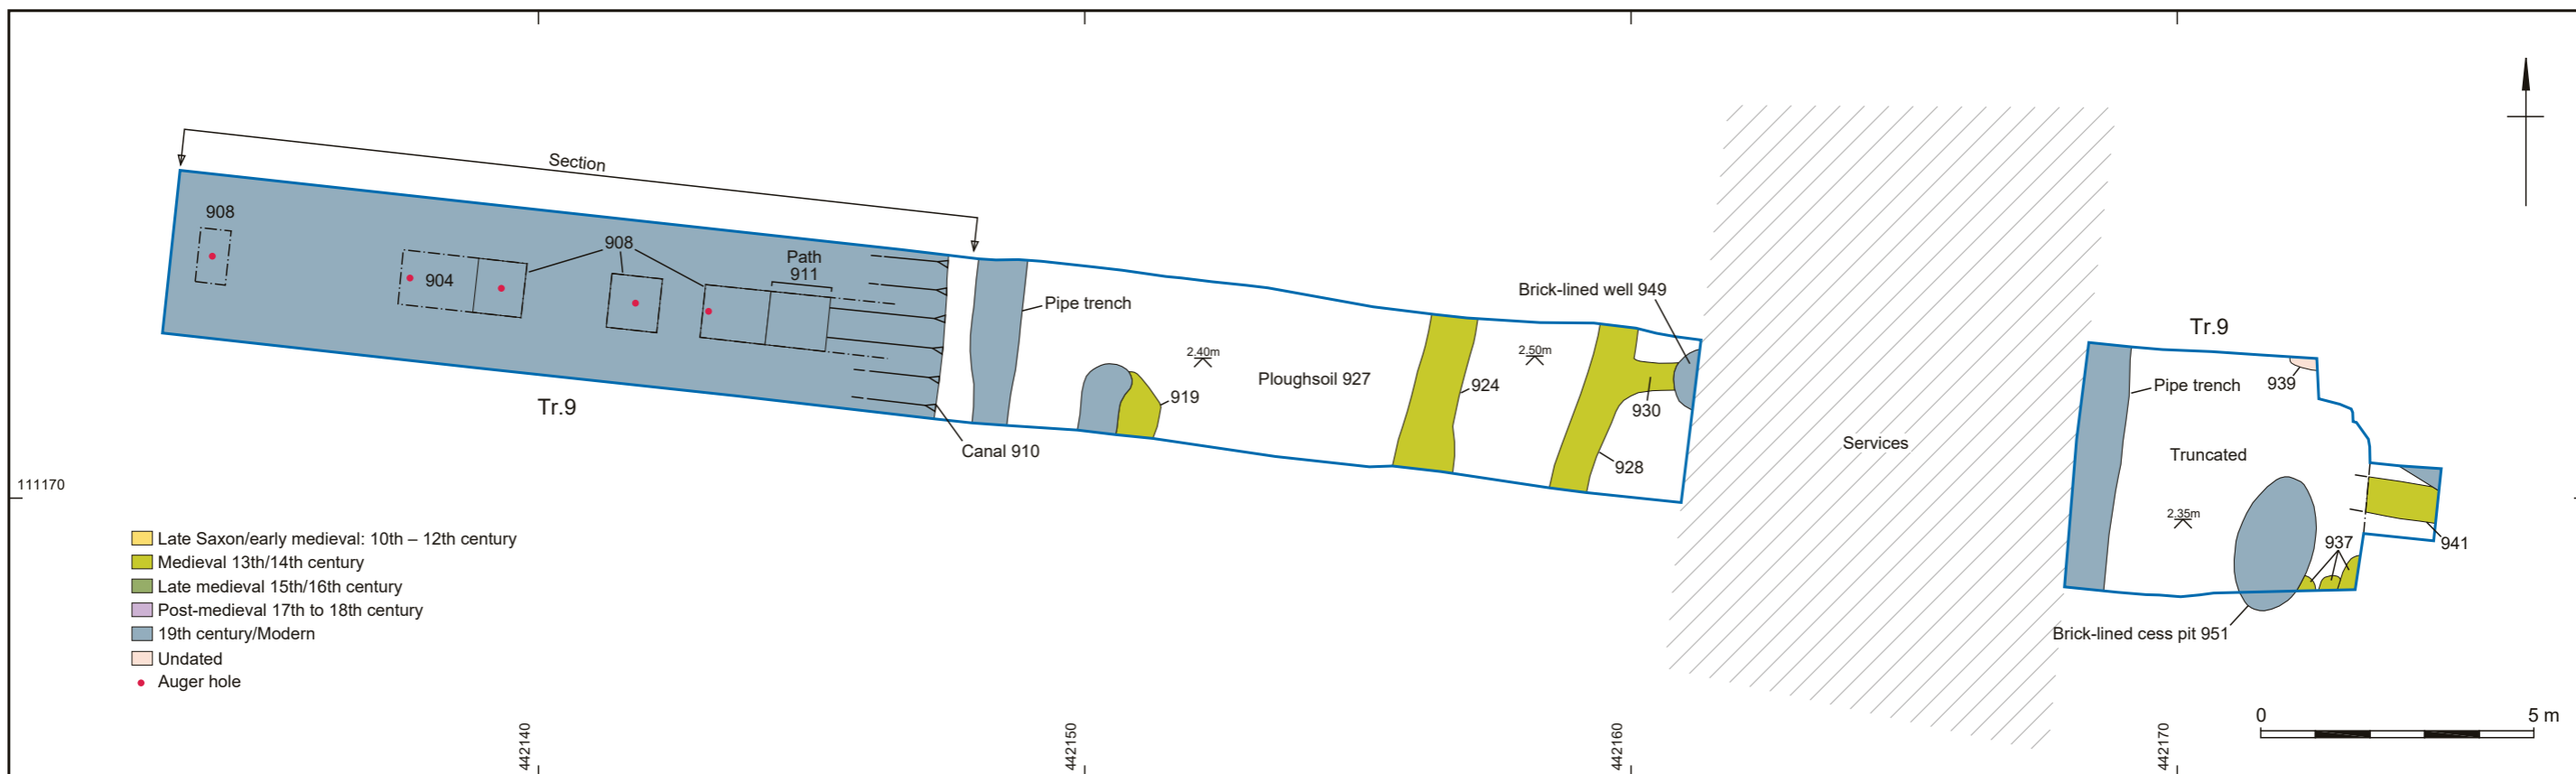 Section
908
904
908
Path
911
Tr.9
Pipe trench
Canal 910
919
2.40m
Ploughsoil 927
924
2.50m
Brick-lined well 949
930
928
Services
Tr.9
Pipe trench
939
Truncated
2.35m
937
941
Brick-lined cess pit 951
111170
Late Saxon/early medieval: 10th – 12th century
Medieval 13th/14th century
Late medieval 15th/16th century
Post-medieval 17th to 18th century
19th century/Modern
Undated
Auger hole
442140
442150
442160
442170
0 5 m